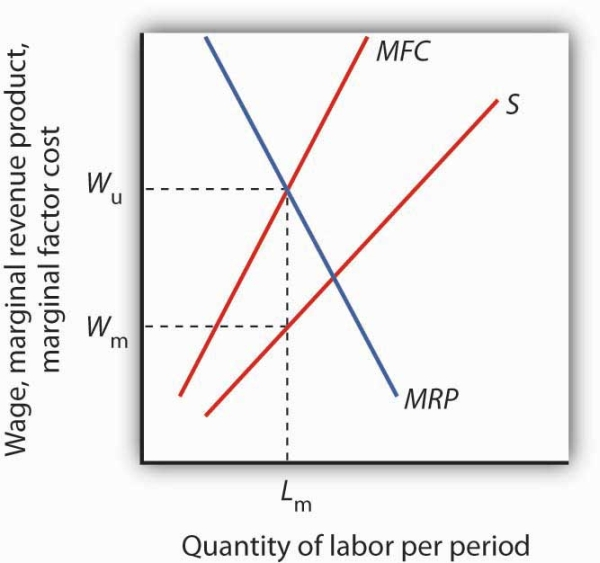 Wage, marginal revenue product,
marginal factor cost
MFC
S
Wu
Wm
MRP
Lm
Quantity of labor per period